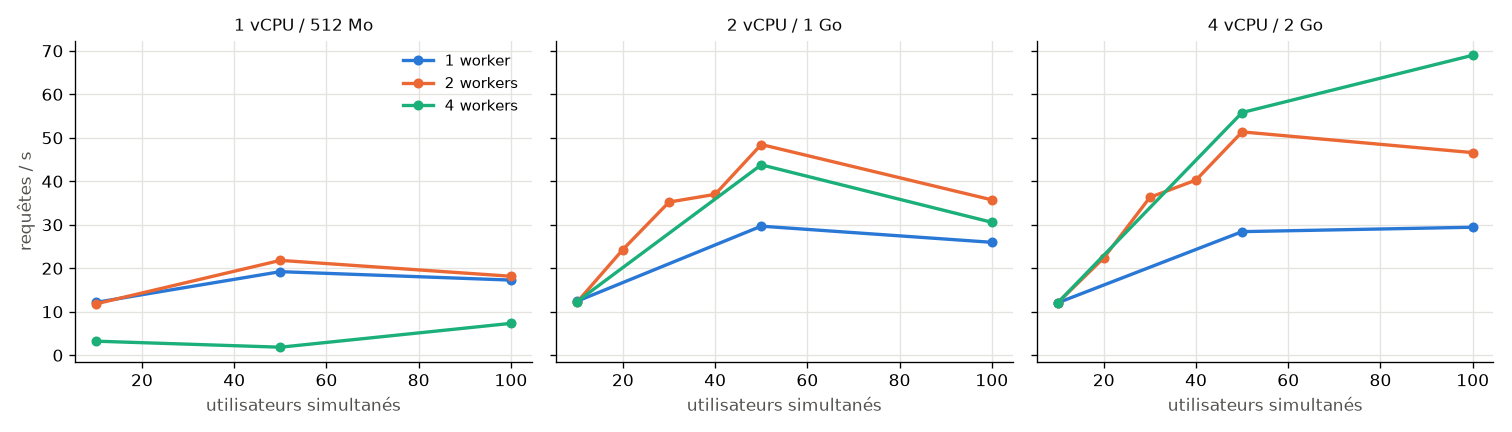 1 vCPU / 512 Mo
2 vCPU / 1 Go
4 vCPU / 2 Go
requêtes / s
70
60
50
40
30
20
10
0
1 worker
2 workers
4 workers
20 40 60 80 100
20 40 60 80 100
20 40 60 80 100
utilisateurs simultanés
utilisateurs simultanés
utilisateurs simultanés